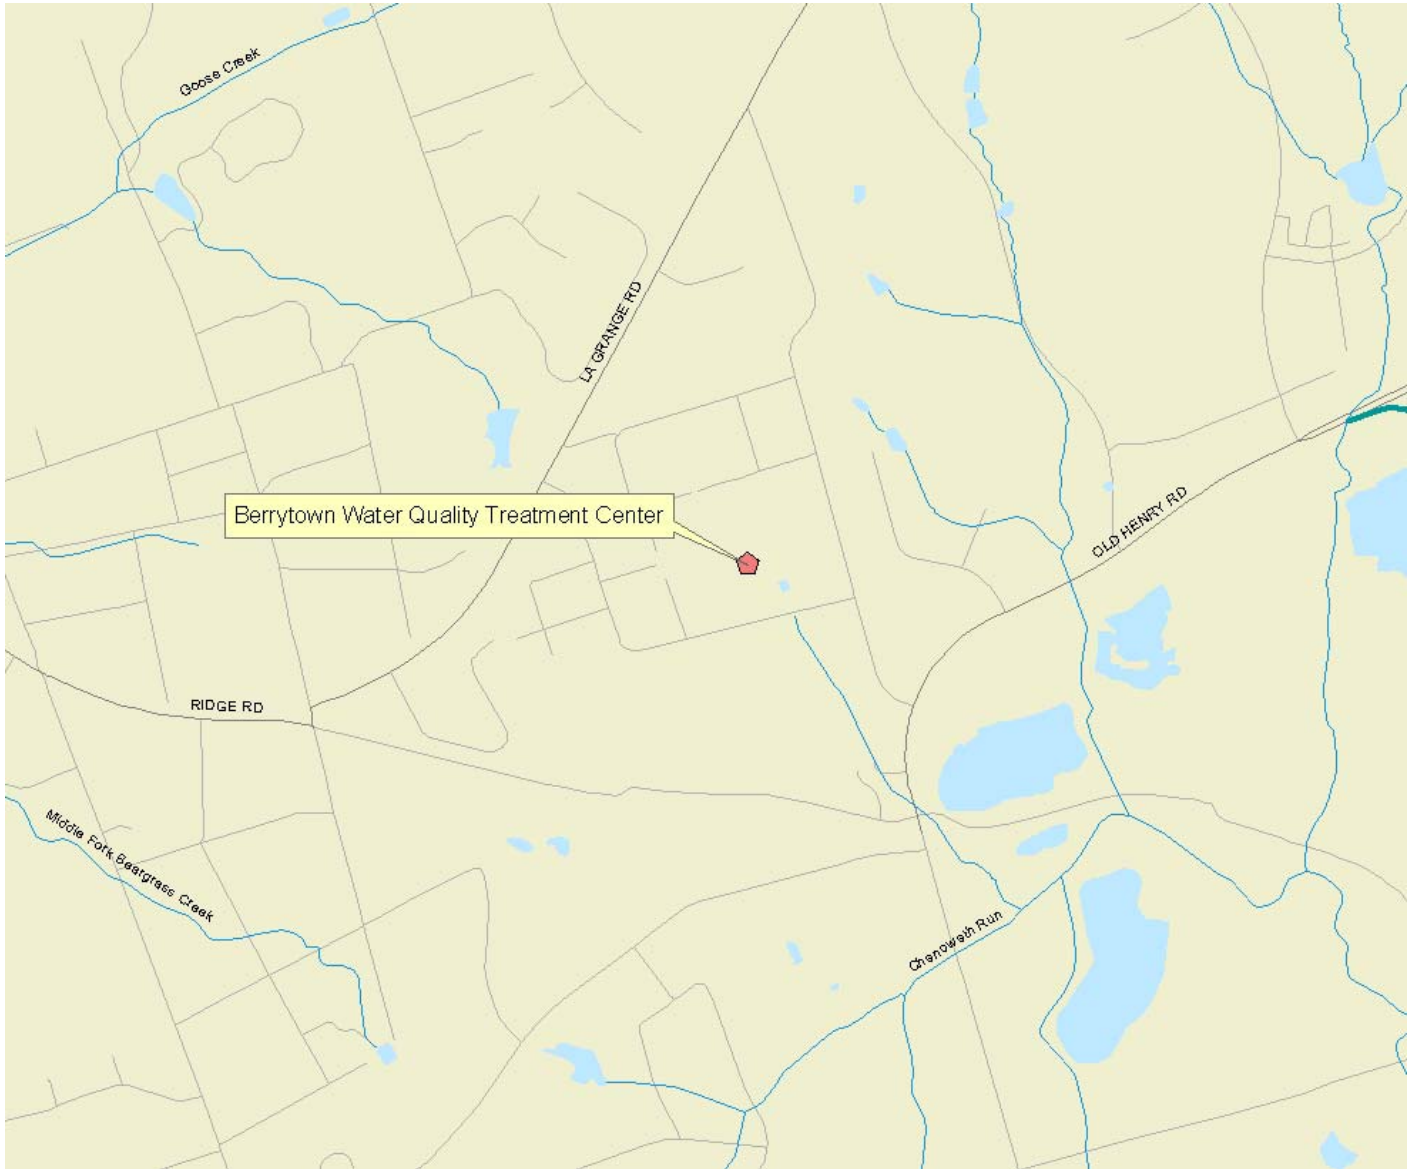 Goose Creek
LA GRANGE RD
Berrytown Water Quality Treatment Center
OLD HENRY RD
RIDGE RD
Middle Fork Beargrass Creek
Chenoweth Run